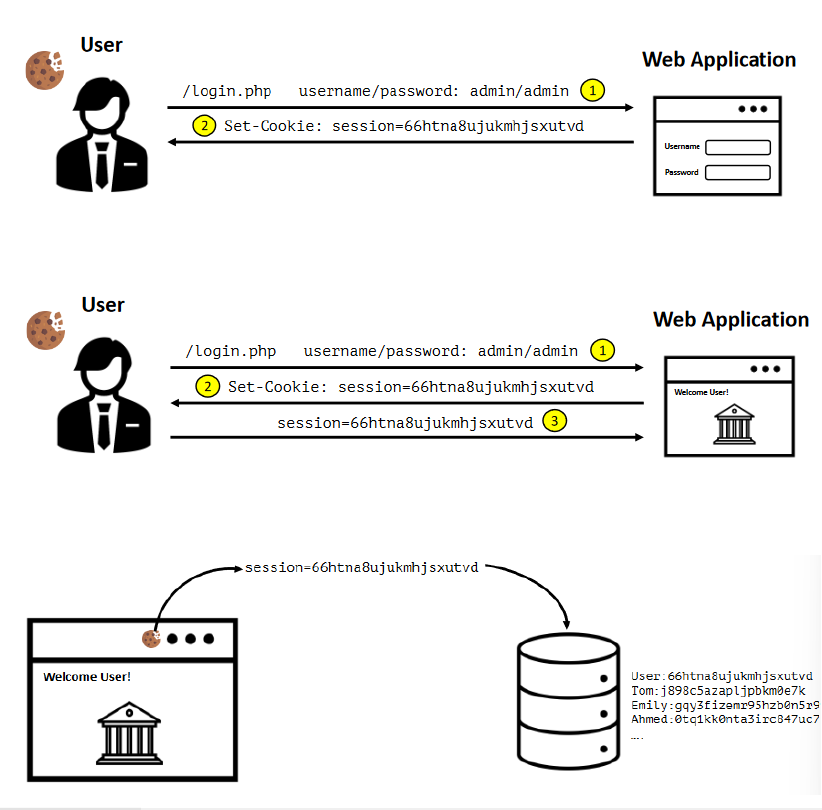 User
Web Application
/login.php username/password: admin/admin 1
2 Set-Cookie: session=66htna8ujukmhjsxutvd
Username
Password
User
Web Application
/login.php username/password: admin/admin 1
2 Set-Cookie: session=66htna8ujukmhjsxutvd
Welcome User!
session=66htna8ujukmhjsxutvd 3
session=66htna8ujukmhjsxutvd
Welcome User!
User:66htna8ujukmhjsxutvd
Tom:j898c5azapljpbkm0e7k
Emily:gqy3fizemr95hzb0n5r9
Ahmed:0tq1kk0nta3irc847uc7
….